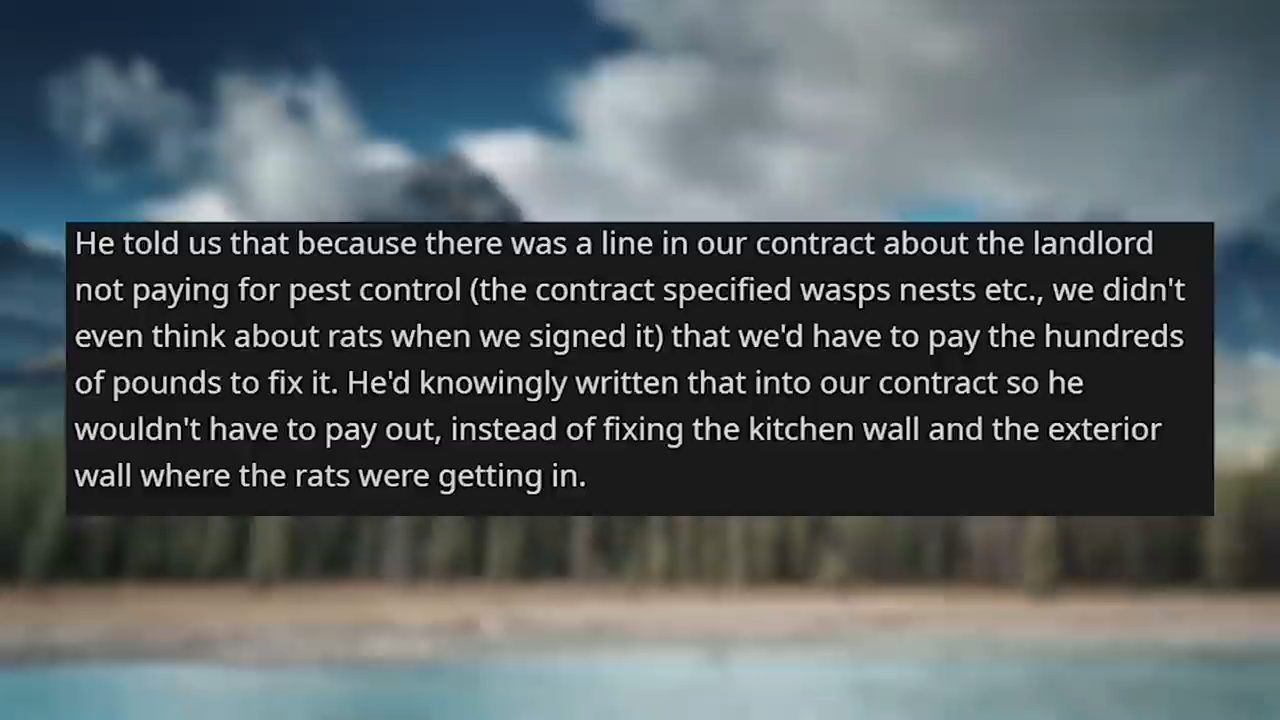 He told us that because there was a line in our contract about the landlord
not paying for pest control (the contract specified wasps nests etc., we didn't
even think about rats when we signed it) that we'd have to pay the hundreds
of pounds to fix it. He'd knowingly written that into our contract so he
wouldn't have to pay out, instead of fixing the kitchen wall and the exterior
wall where the rats were getting in.